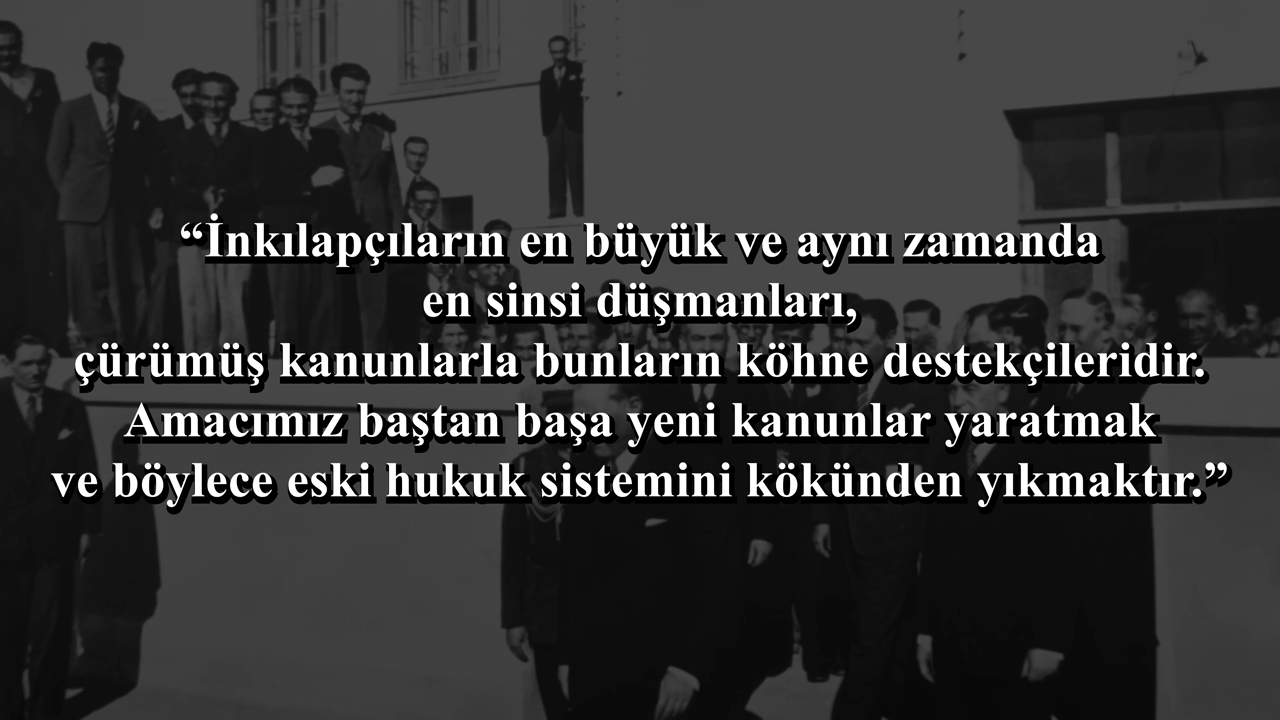 “İnkılapçıların en büyük ve aynı zamanda
en sinsi düşmanları,
çürümüş kanunlarla bunların köhne destekçileridir.
Amacımız baştan başa yeni kanunlar yaratmak
ve böylece eski hukuk sistemini kökünden yıkmaktır.”